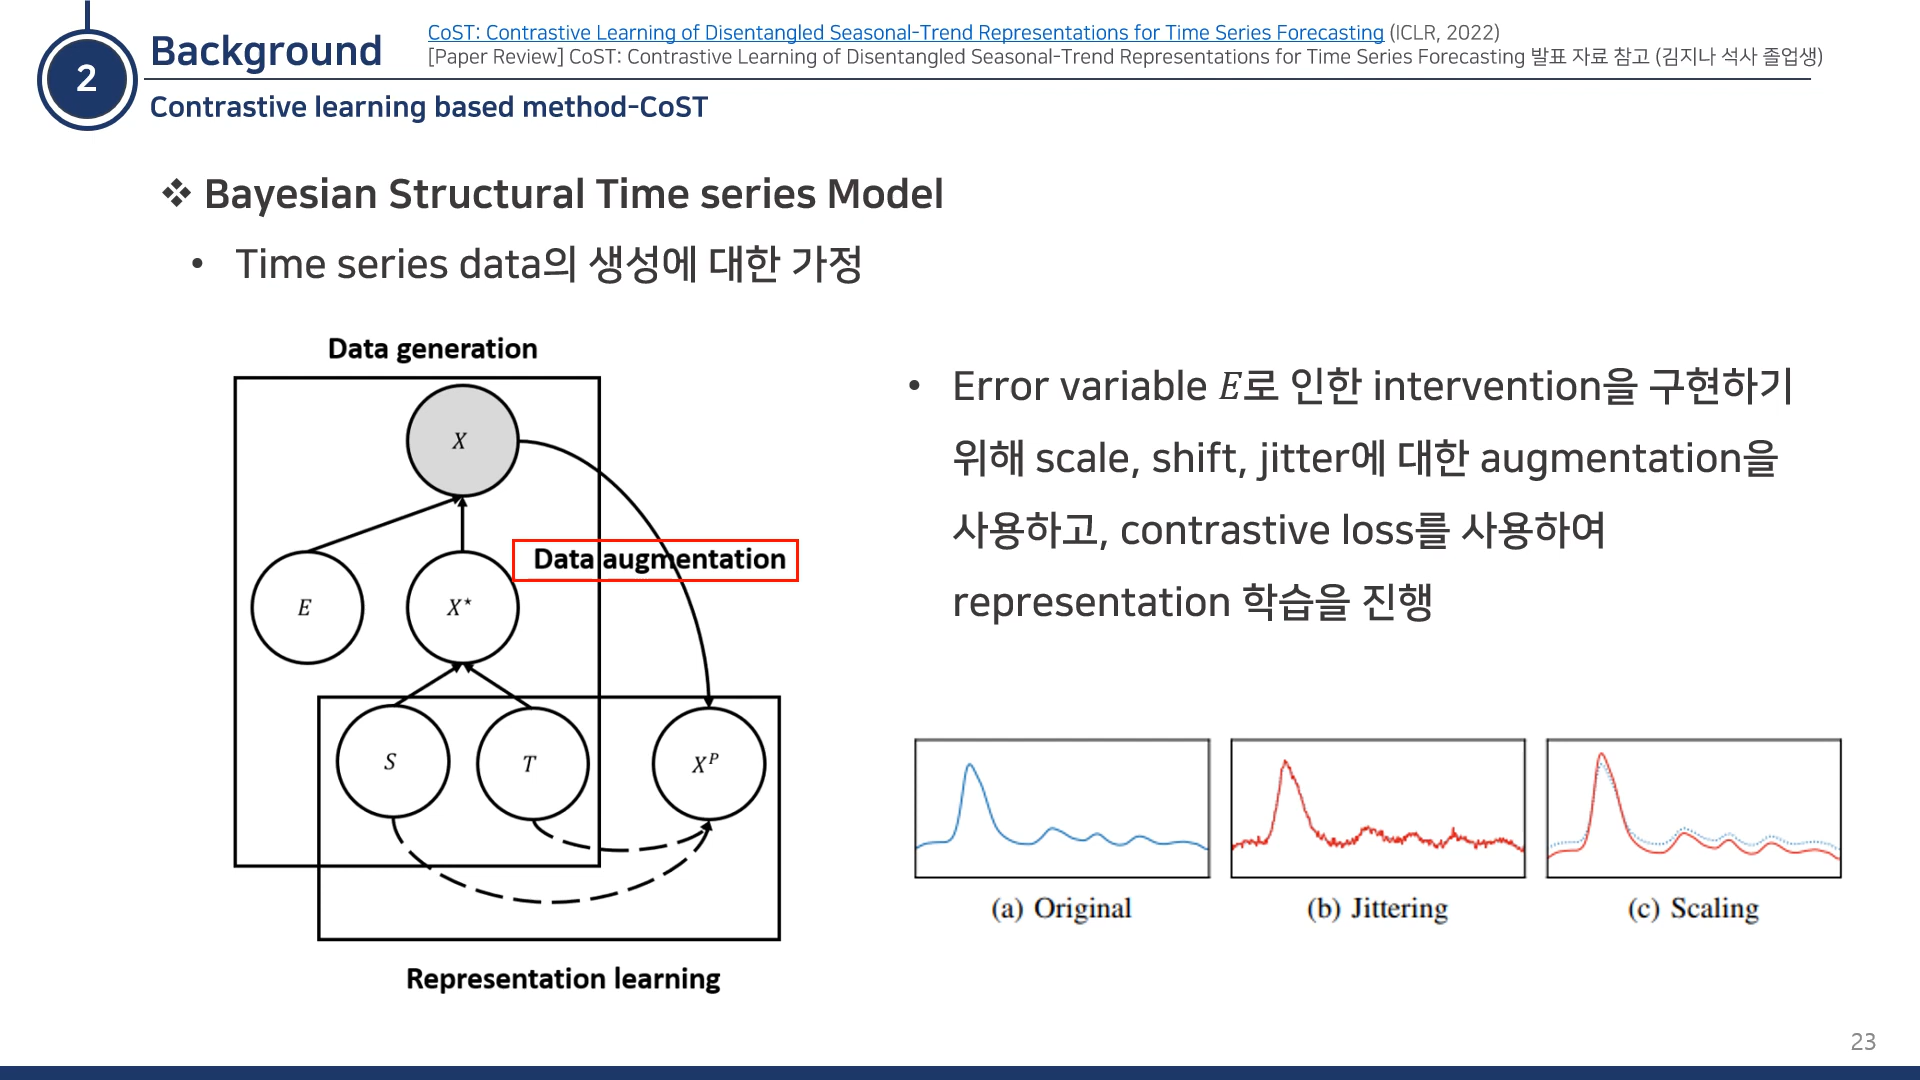 2
Background
CoST: Contrastive Learning of Disentangled Seasonal-Trend Representations for Time Series Forecasting (ICLR, 2022)
[Paper Review] CoST: Contrastive Learning of Disentangled Seasonal-Trend Representations for Time Series Forecasting 발표 자료 참고 (김지나 석사 졸업생)
Contrastive learning based method-CoST
❖ Bayesian Structural Time series Model
• Time series data의 생성에 대한 가정
Data generation
X
Data augmentation
E
X⋆
S
T
Xᴾ
Representation learning
• Error variable E로 인한 intervention을 구현하기
위해 scale, shift, jitter에 대한 augmentation을
사용하고, contrastive loss를 사용하여
representation 학습을 진행
(a) Original
(b) Jittering
(c) Scaling
23